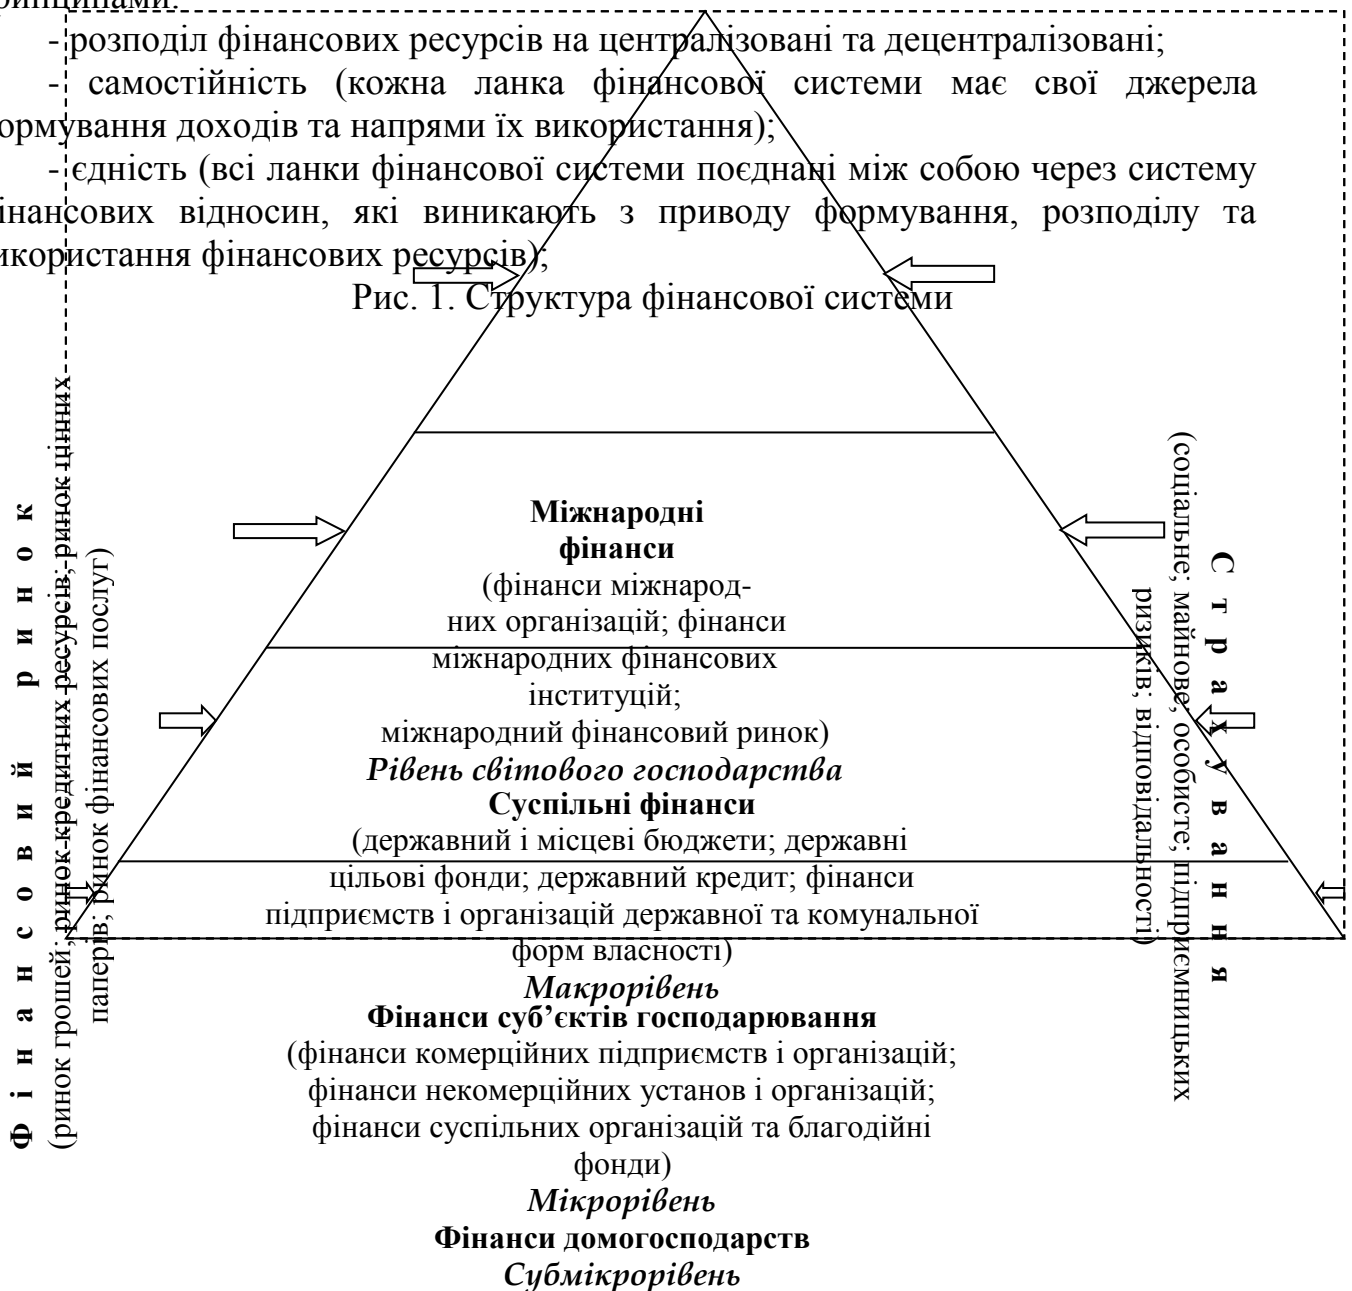 - розподіл фінансових ресурсів на централізовані та децентралізовані;
- самостійність (кожна ланка фінансової системи має свої джерела
ормування доходів та напрями їх використання);
- єдність (всі ланки фінансової системи поєднані між собою через систему
інансових відносин, які виникають з приводу формування, розподілу та
икористання фінансових ресурсів);
Рис. 1. Структура фінансової системи
Фінансовий ринок
(ринок грошей; ринок кредитних ресурсів; ринок цінних
паперів; ринок фінансових послуг)
Міжнародні
фінанси
(фінанси міжнарод-
них організацій; фінанси
міжнародних фінансових
інституцій;
міжнародний фінансовий ринок)
Рівень світового господарства
Суспільні фінанси
(державний і місцеві бюджети; державні
цільові фонди; державний кредит; фінанси
підприємств і організацій державної та комунальної
форм власності)
Макрорівень
Фінанси суб’єктів господарювання
(фінанси комерційних підприємств і організацій;
фінанси некомерційних установ і організацій;
фінанси суспільних організацій та благодійні
фонди)
Мікрорівень
Фінанси домогосподарств
Субмікрорівень
Страхування
(соціальне; майнове; особисте; підприємницьких
ризиків; відповідальності)